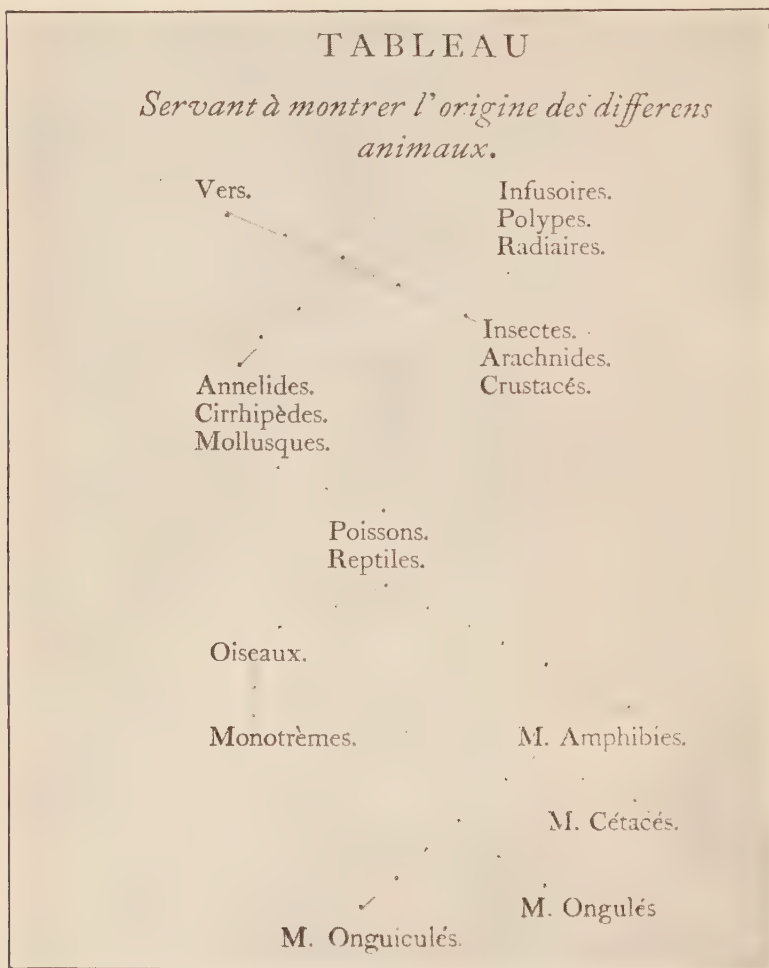 TABLEAU
Servant à montrer l'origine des differens
animaux.
Vers.
Infusoires.
Polypes.
Radiaires.
Insectes.
Arachnides.
Crustacés.
Annelides.
Cirrhipèdes.
Mollusques.
Poissons.
Reptiles.
Oiseaux.
Monotrèmes.
M. Amphibies.
M. Cétacés.
M. Ongulés
M. Onguiculés.